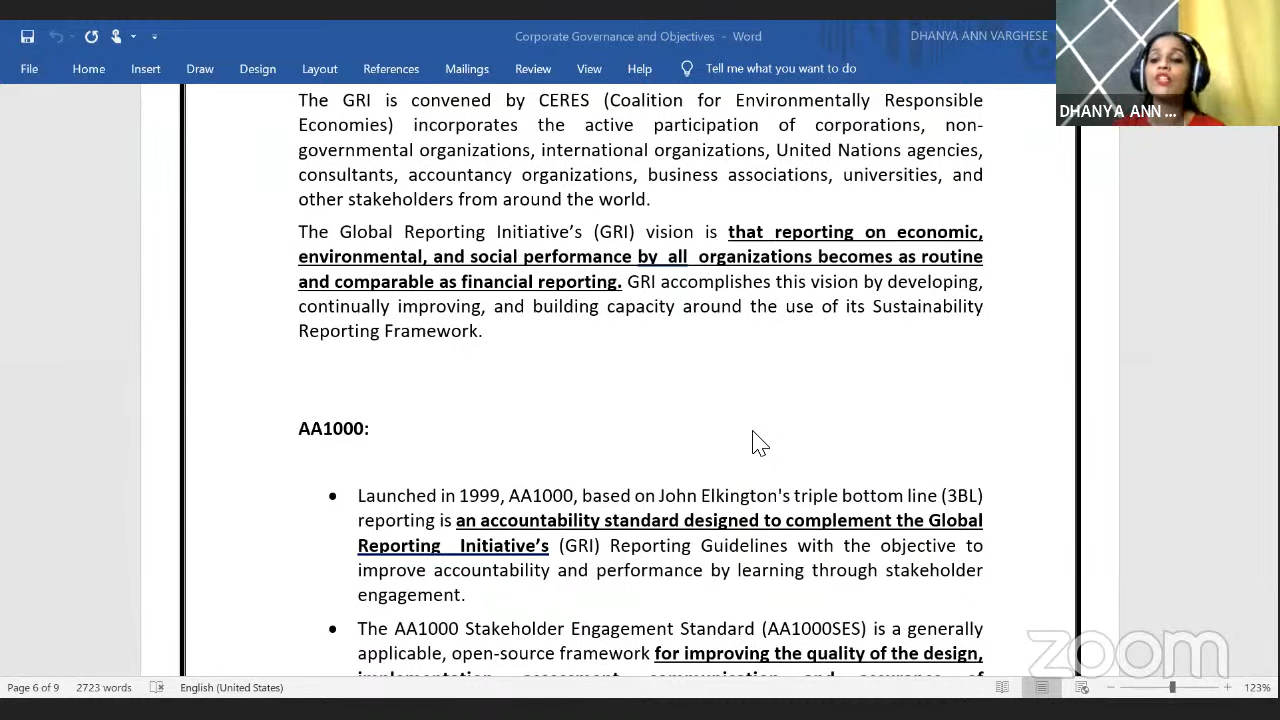 Corporate Governance and Objectives - Word
DHANYA ANN VARGHESE
File Home Insert Draw Design Layout References Mailings Review View Help Tell me what you want to do
DHANYA ANN ...
The GRI is convened by CERES (Coalition for Environmentally Responsible
Economies) incorporates the active participation of corporations, non-
governmental organizations, international organizations, United Nations agencies,
consultants, accountancy organizations, business associations, universities, and
other stakeholders from around the world.
The Global Reporting Initiative's (GRI) vision is that reporting on economic,
environmental, and social performance by all organizations becomes as routine
and comparable as financial reporting. GRI accomplishes this vision by developing,
continually improving, and building capacity around the use of its Sustainability
Reporting Framework.
AA1000:
• Launched in 1999, AA1000, based on John Elkington's triple bottom line (3BL)
reporting is an accountability standard designed to complement the Global
Reporting Initiative's (GRI) Reporting Guidelines with the objective to
improve accountability and performance by learning through stakeholder
engagement.
• The AA1000 Stakeholder Engagement Standard (AA1000SES) is a generally
applicable, open-source framework for improving the quality of the design,
implementation, assessment, communication and assurance of
zoom
Page 6 of 9 2723 words English (United States) 123%